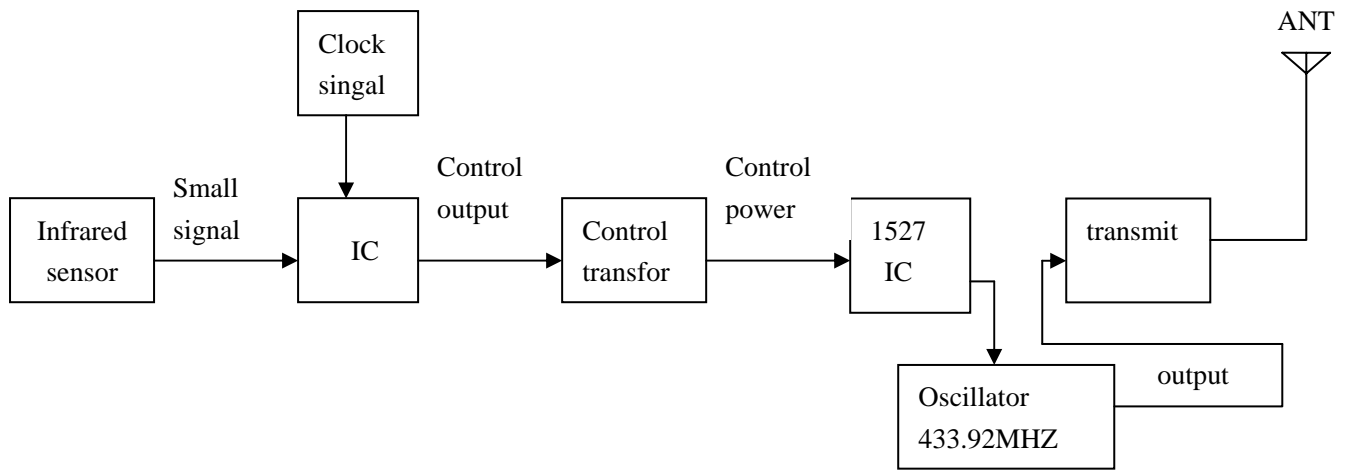 ANT
Clock
singal
Small
signal
Control
output
Control
power
Infrared
sensor
IC
Control
transfor
1527
IC
transmit
Oscillator
433.92MHZ
output